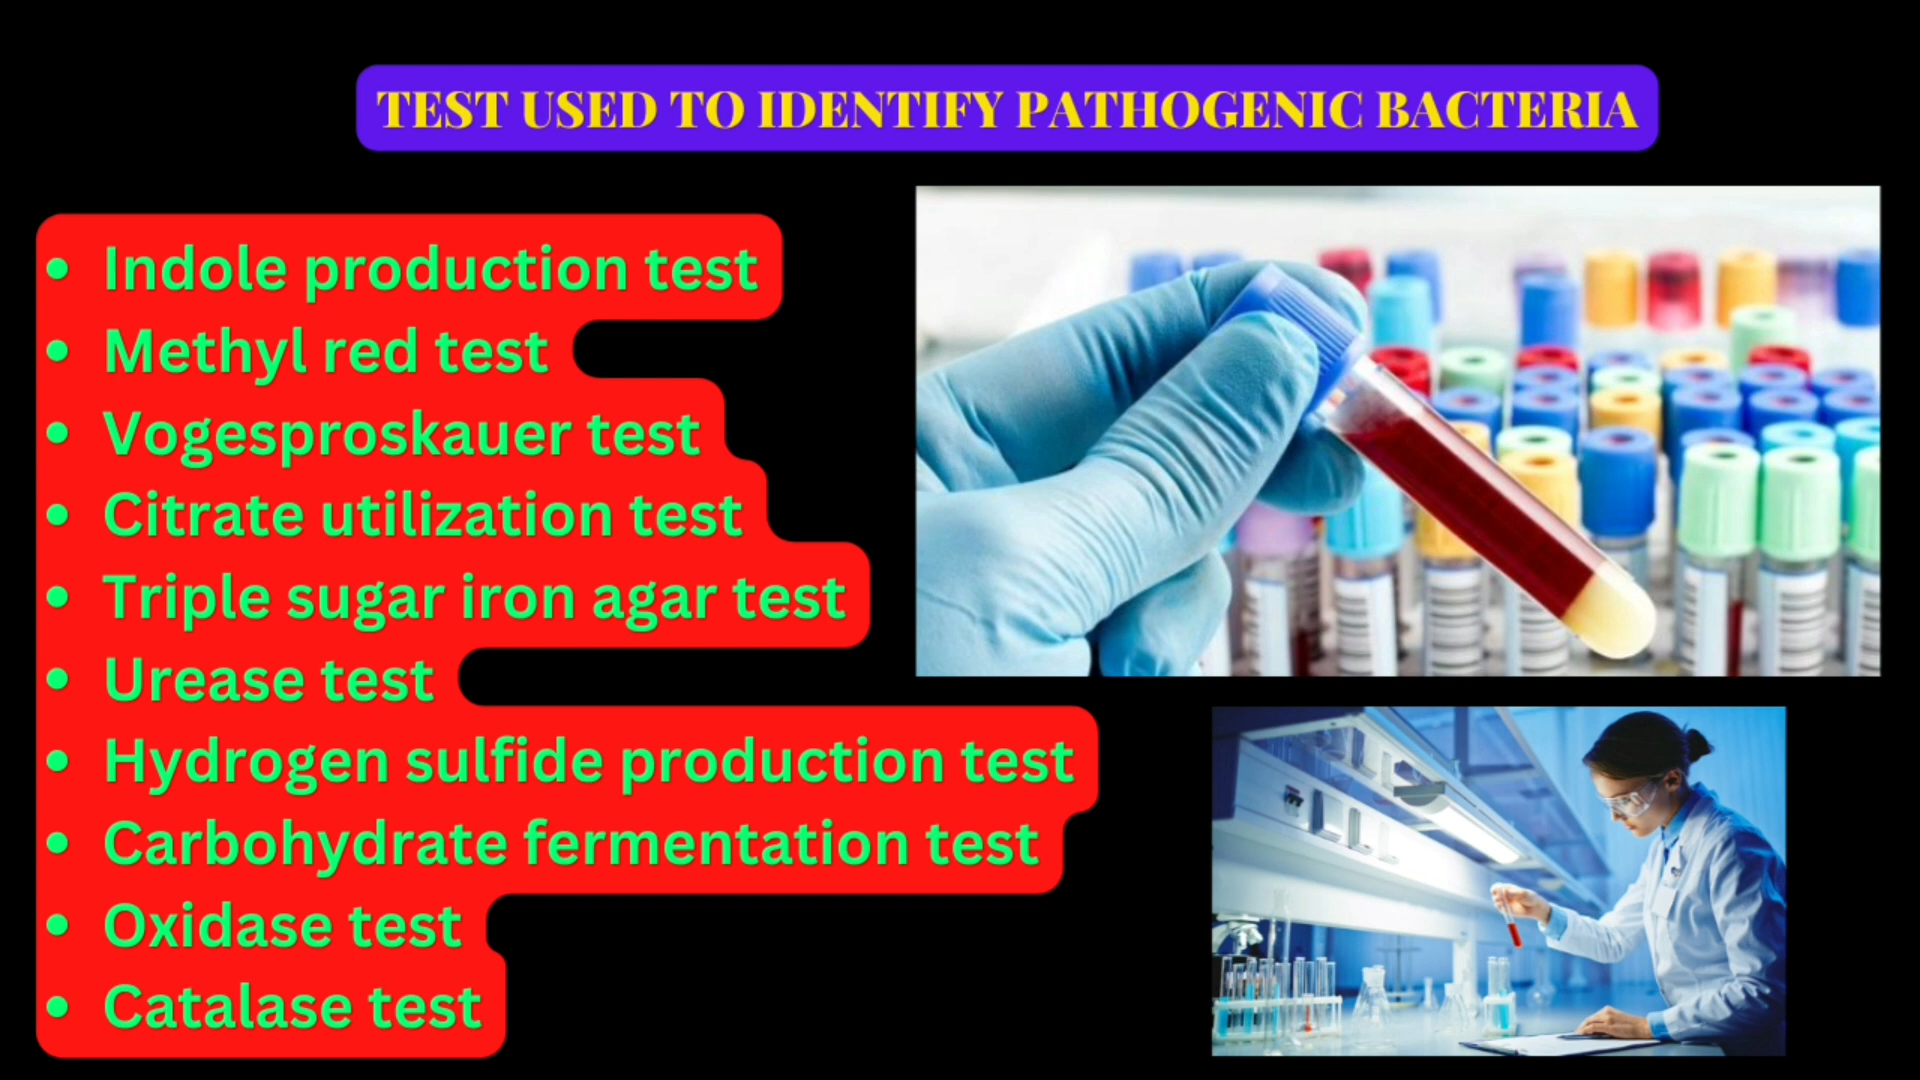 TEST USED TO IDENTIFY PATHOGENIC BACTERIA
• Indole production test
• Methyl red test
• Vogesproskauer test
• Citrate utilization test
• Triple sugar iron agar test
• Urease test
• Hydrogen sulfide production test
• Carbohydrate fermentation test
• Oxidase test
• Catalase test